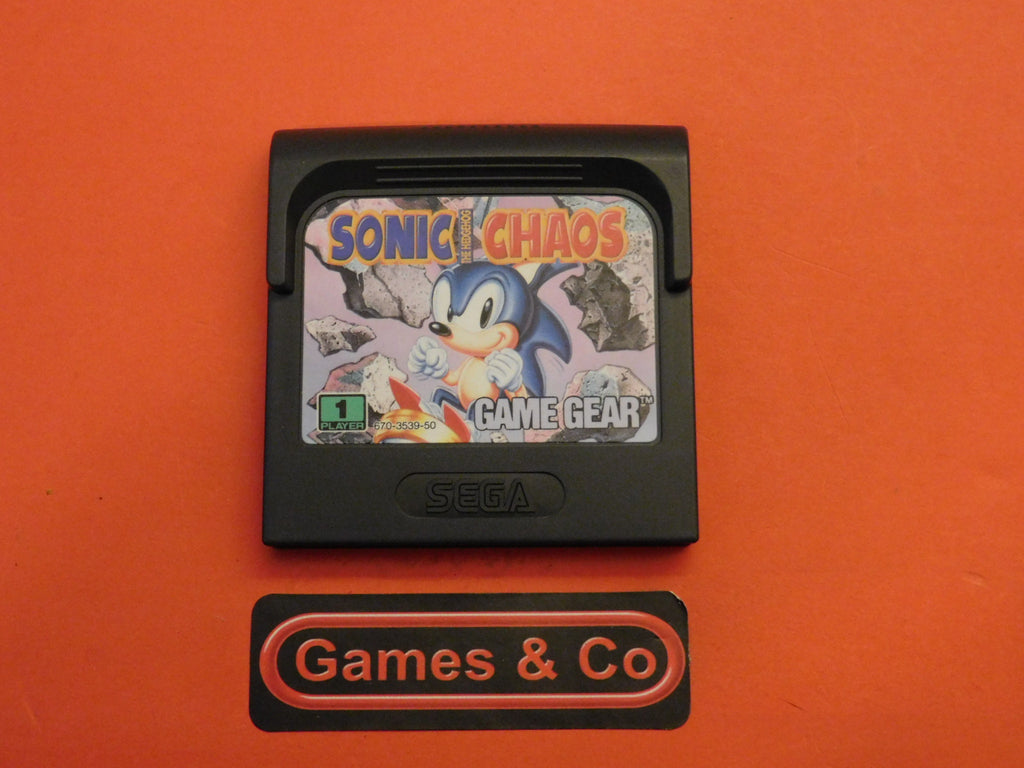 SONIC THE HEDGEHOG CHAOS
1
PLAYER
670-3539-50
GAME GEAR™
SEGA
Games & Co